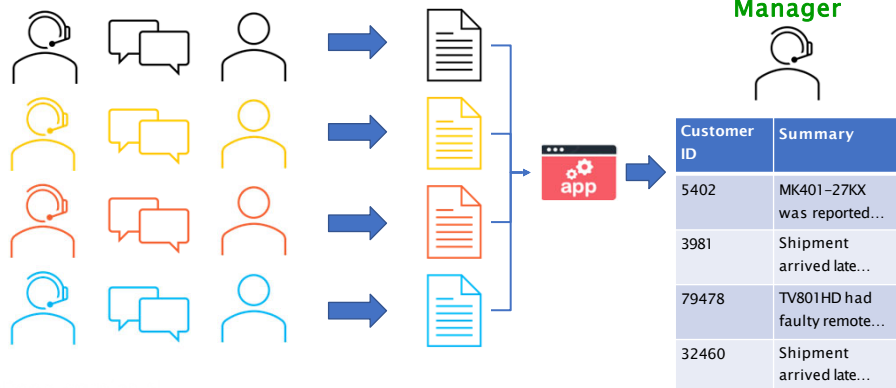 Manager
app
Customer ID Summary
5402 MK401-27KX was reported...
3981 Shipment arrived late...
79478 TV801HD had faulty remote...
32460 Shipment arrived late...